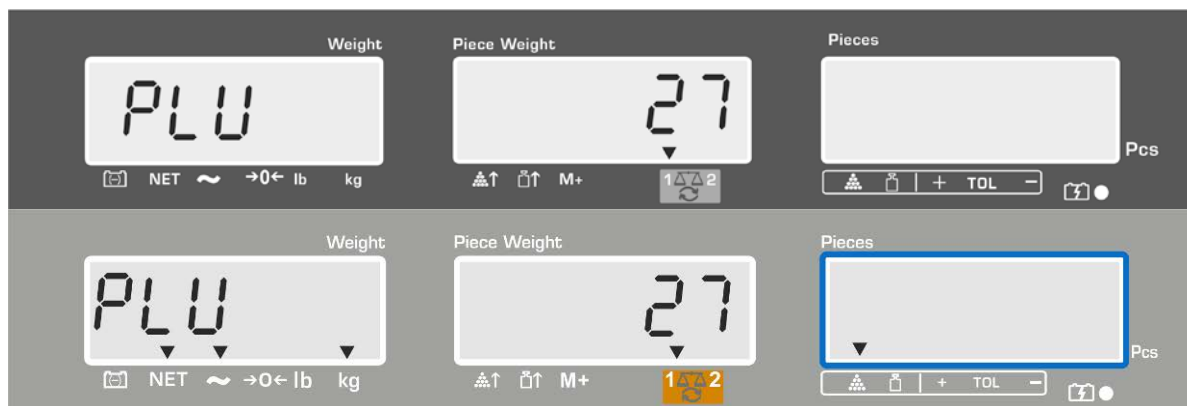 Weight Piece Weight Pieces
PLU 27
Pcs
NET →0← lb kg M+ 1 2 + TOL −
Weight Piece Weight Pieces
PLU 27
Pcs
NET →0← lb kg M+ 1 2 + TOL −